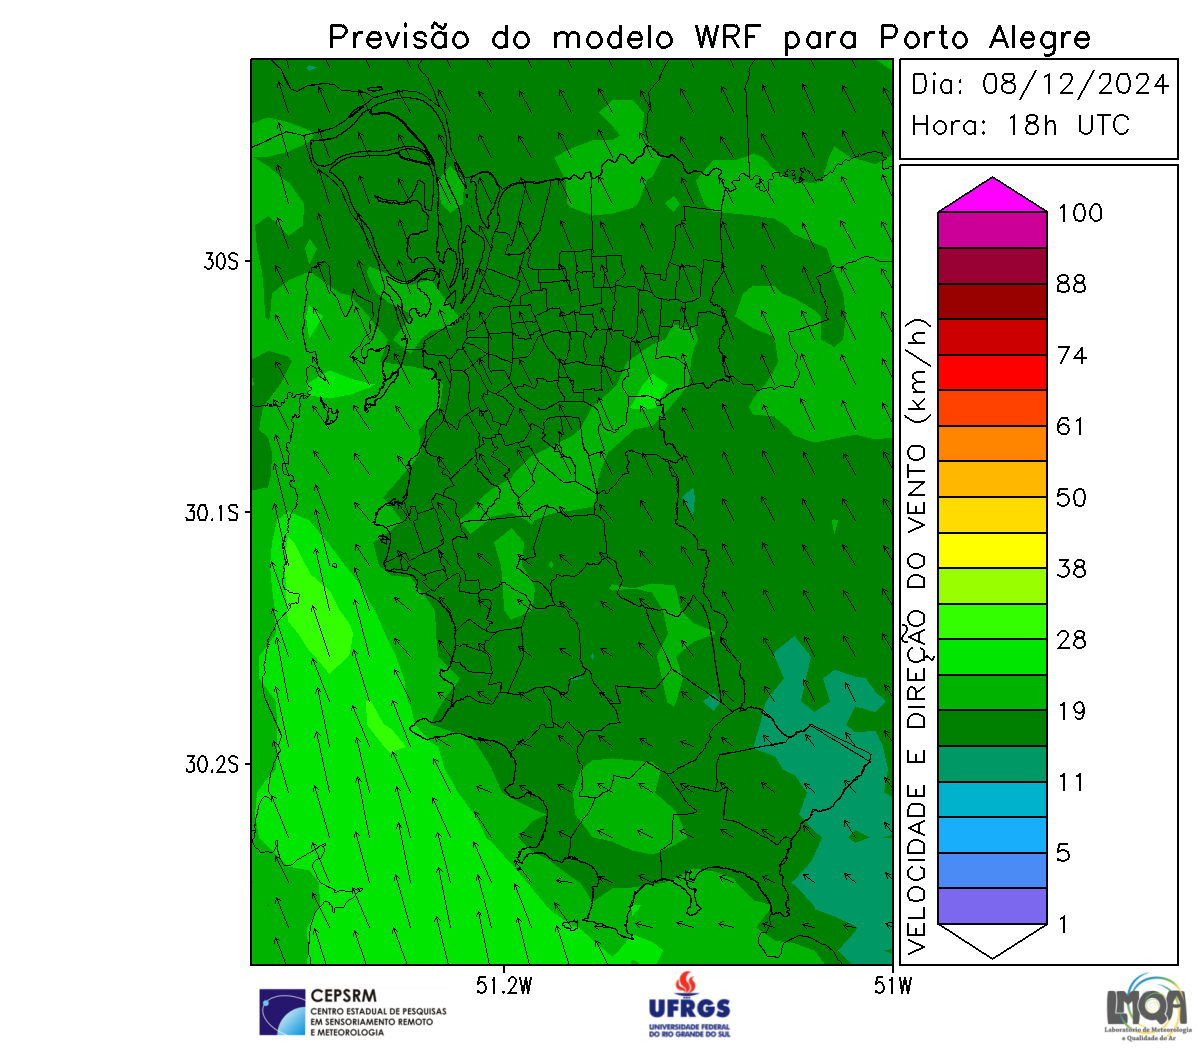 Previsão do modelo WRF para Porto Alegre
Dia: 08/12/2024
Hora: 18h UTC
30S
30.1S
30.2S
51.2W
51W
VELOCIDADE E DIREÇÃO DO VENTO (km/h)
100
88
74
61
50
38
28
19
11
5
1
CEPSRM
CENTRO ESTADUAL DE PESQUISAS
EM SENSORIAMENTO REMOTO
E METEOROLOGIA
UFRGS
UNIVERSIDADE FEDERAL
DO RIO GRANDE DO SUL
LMQA
Laboratório de Meteorologia
e Qualidade do Ar